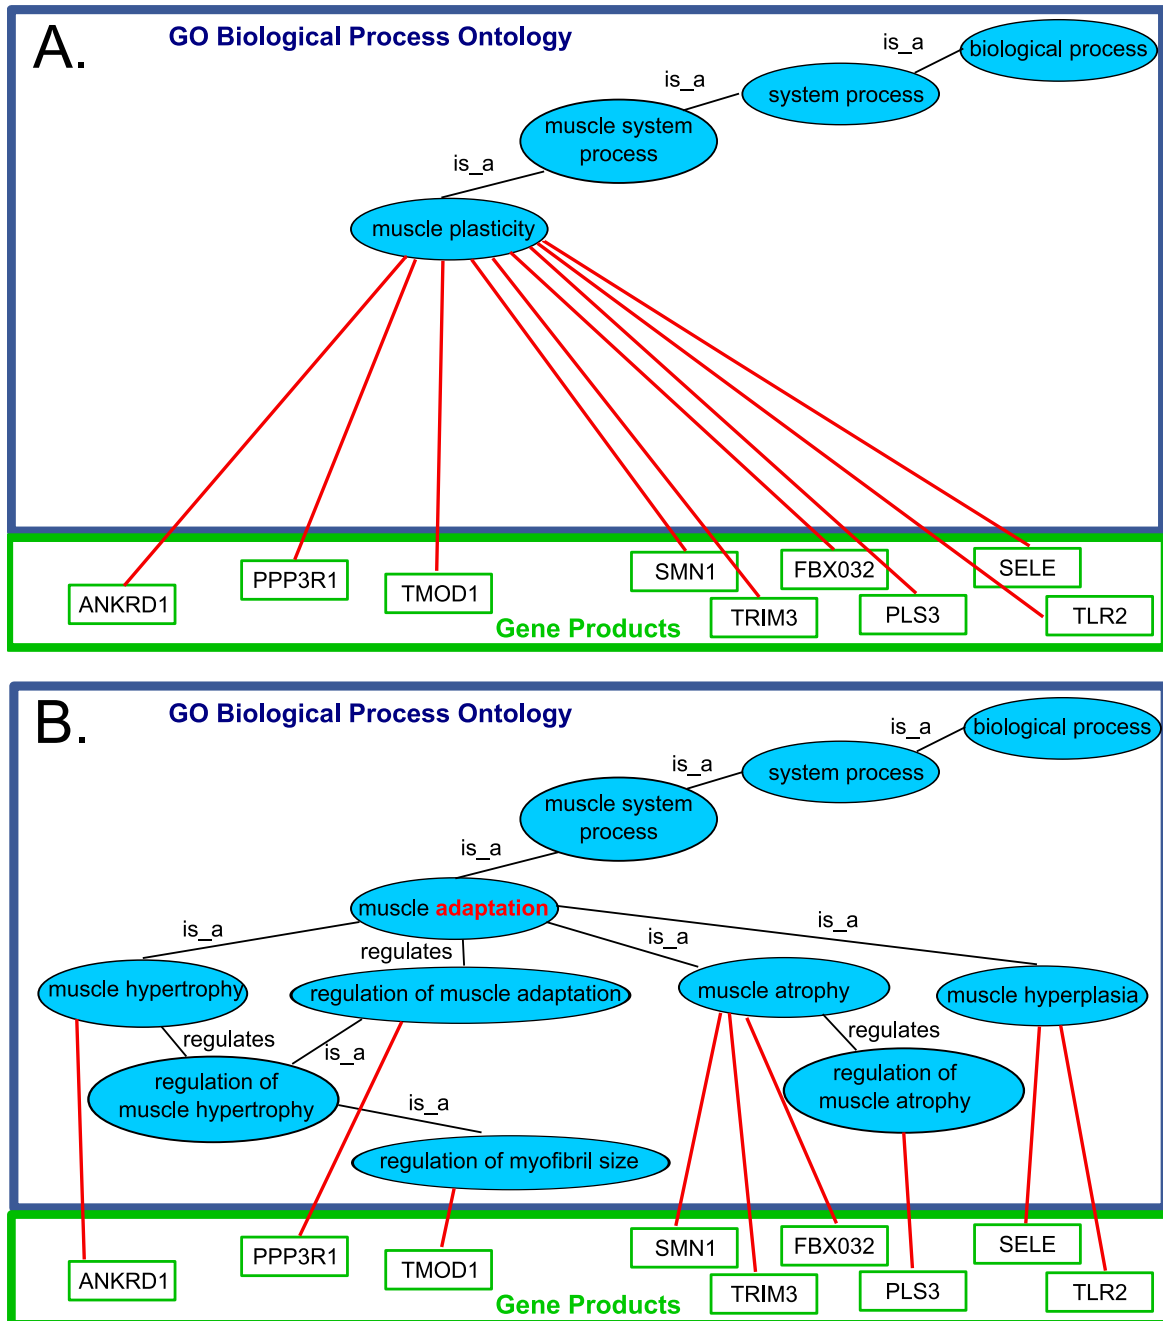 A.
GO Biological Process Ontology
is_a
biological process
is_a
system process
muscle system
process
is_a
muscle plasticity
ANKRD1
PPP3R1
TMOD1
SMN1
TRIM3
FBX032
PLS3
SELE
TLR2
Gene Products
B.
GO Biological Process Ontology
is_a
biological process
is_a
system process
muscle system
process
is_a
muscle adaptation
is_a
regulates
is_a
is_a
muscle hypertrophy
regulation of muscle adaptation
muscle atrophy
muscle hyperplasia
regulates
is_a
regulates
regulation of
muscle hypertrophy
is_a
regulation of
muscle atrophy
regulation of myofibril size
ANKRD1
PPP3R1
TMOD1
SMN1
TRIM3
FBX032
PLS3
SELE
TLR2
Gene Products